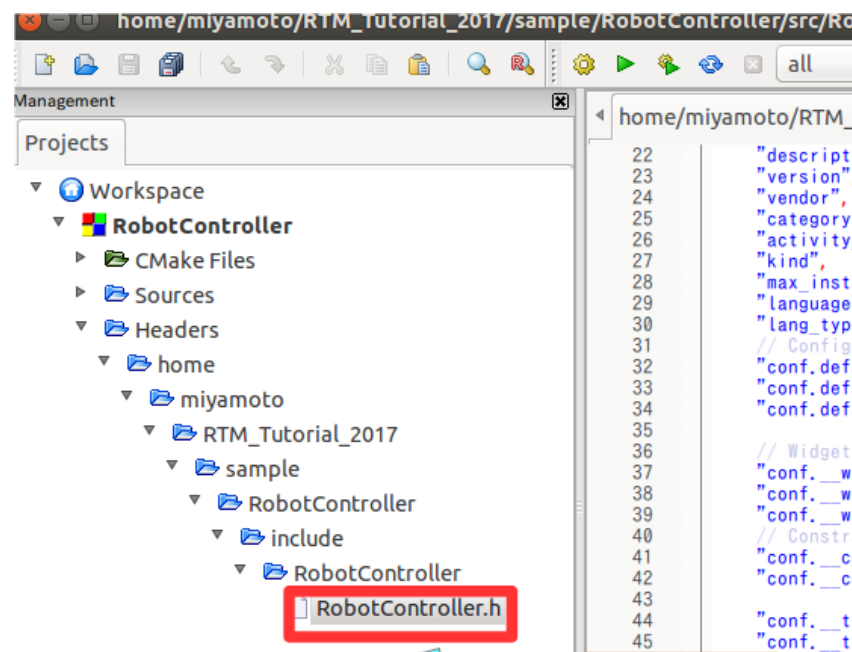 home/miyamoto/RTM_Tutorial_2017/sample/RobotController/src/Ro
all
Management
Projects
Workspace
RobotController
CMake Files
Sources
Headers
home
miyamoto
RTM_Tutorial_2017
sample
RobotController
include
RobotController
RobotController.h
home/miyamoto/RTM_
22 "descript
23 "version"
24 "vendor",
25 "category
26 "activity
27 "kind",
28 "max_inst
29 "language
30 "lang_typ
31 // Config
32 "conf.def
33 "conf.def
34 "conf.def
35
36 // Widget
37 "conf.__w
38 "conf.__w
39 "conf.__w
40 // Constr
41 "conf.__c
42 "conf.__c
43
44 "conf.__t
45 "conf.__t